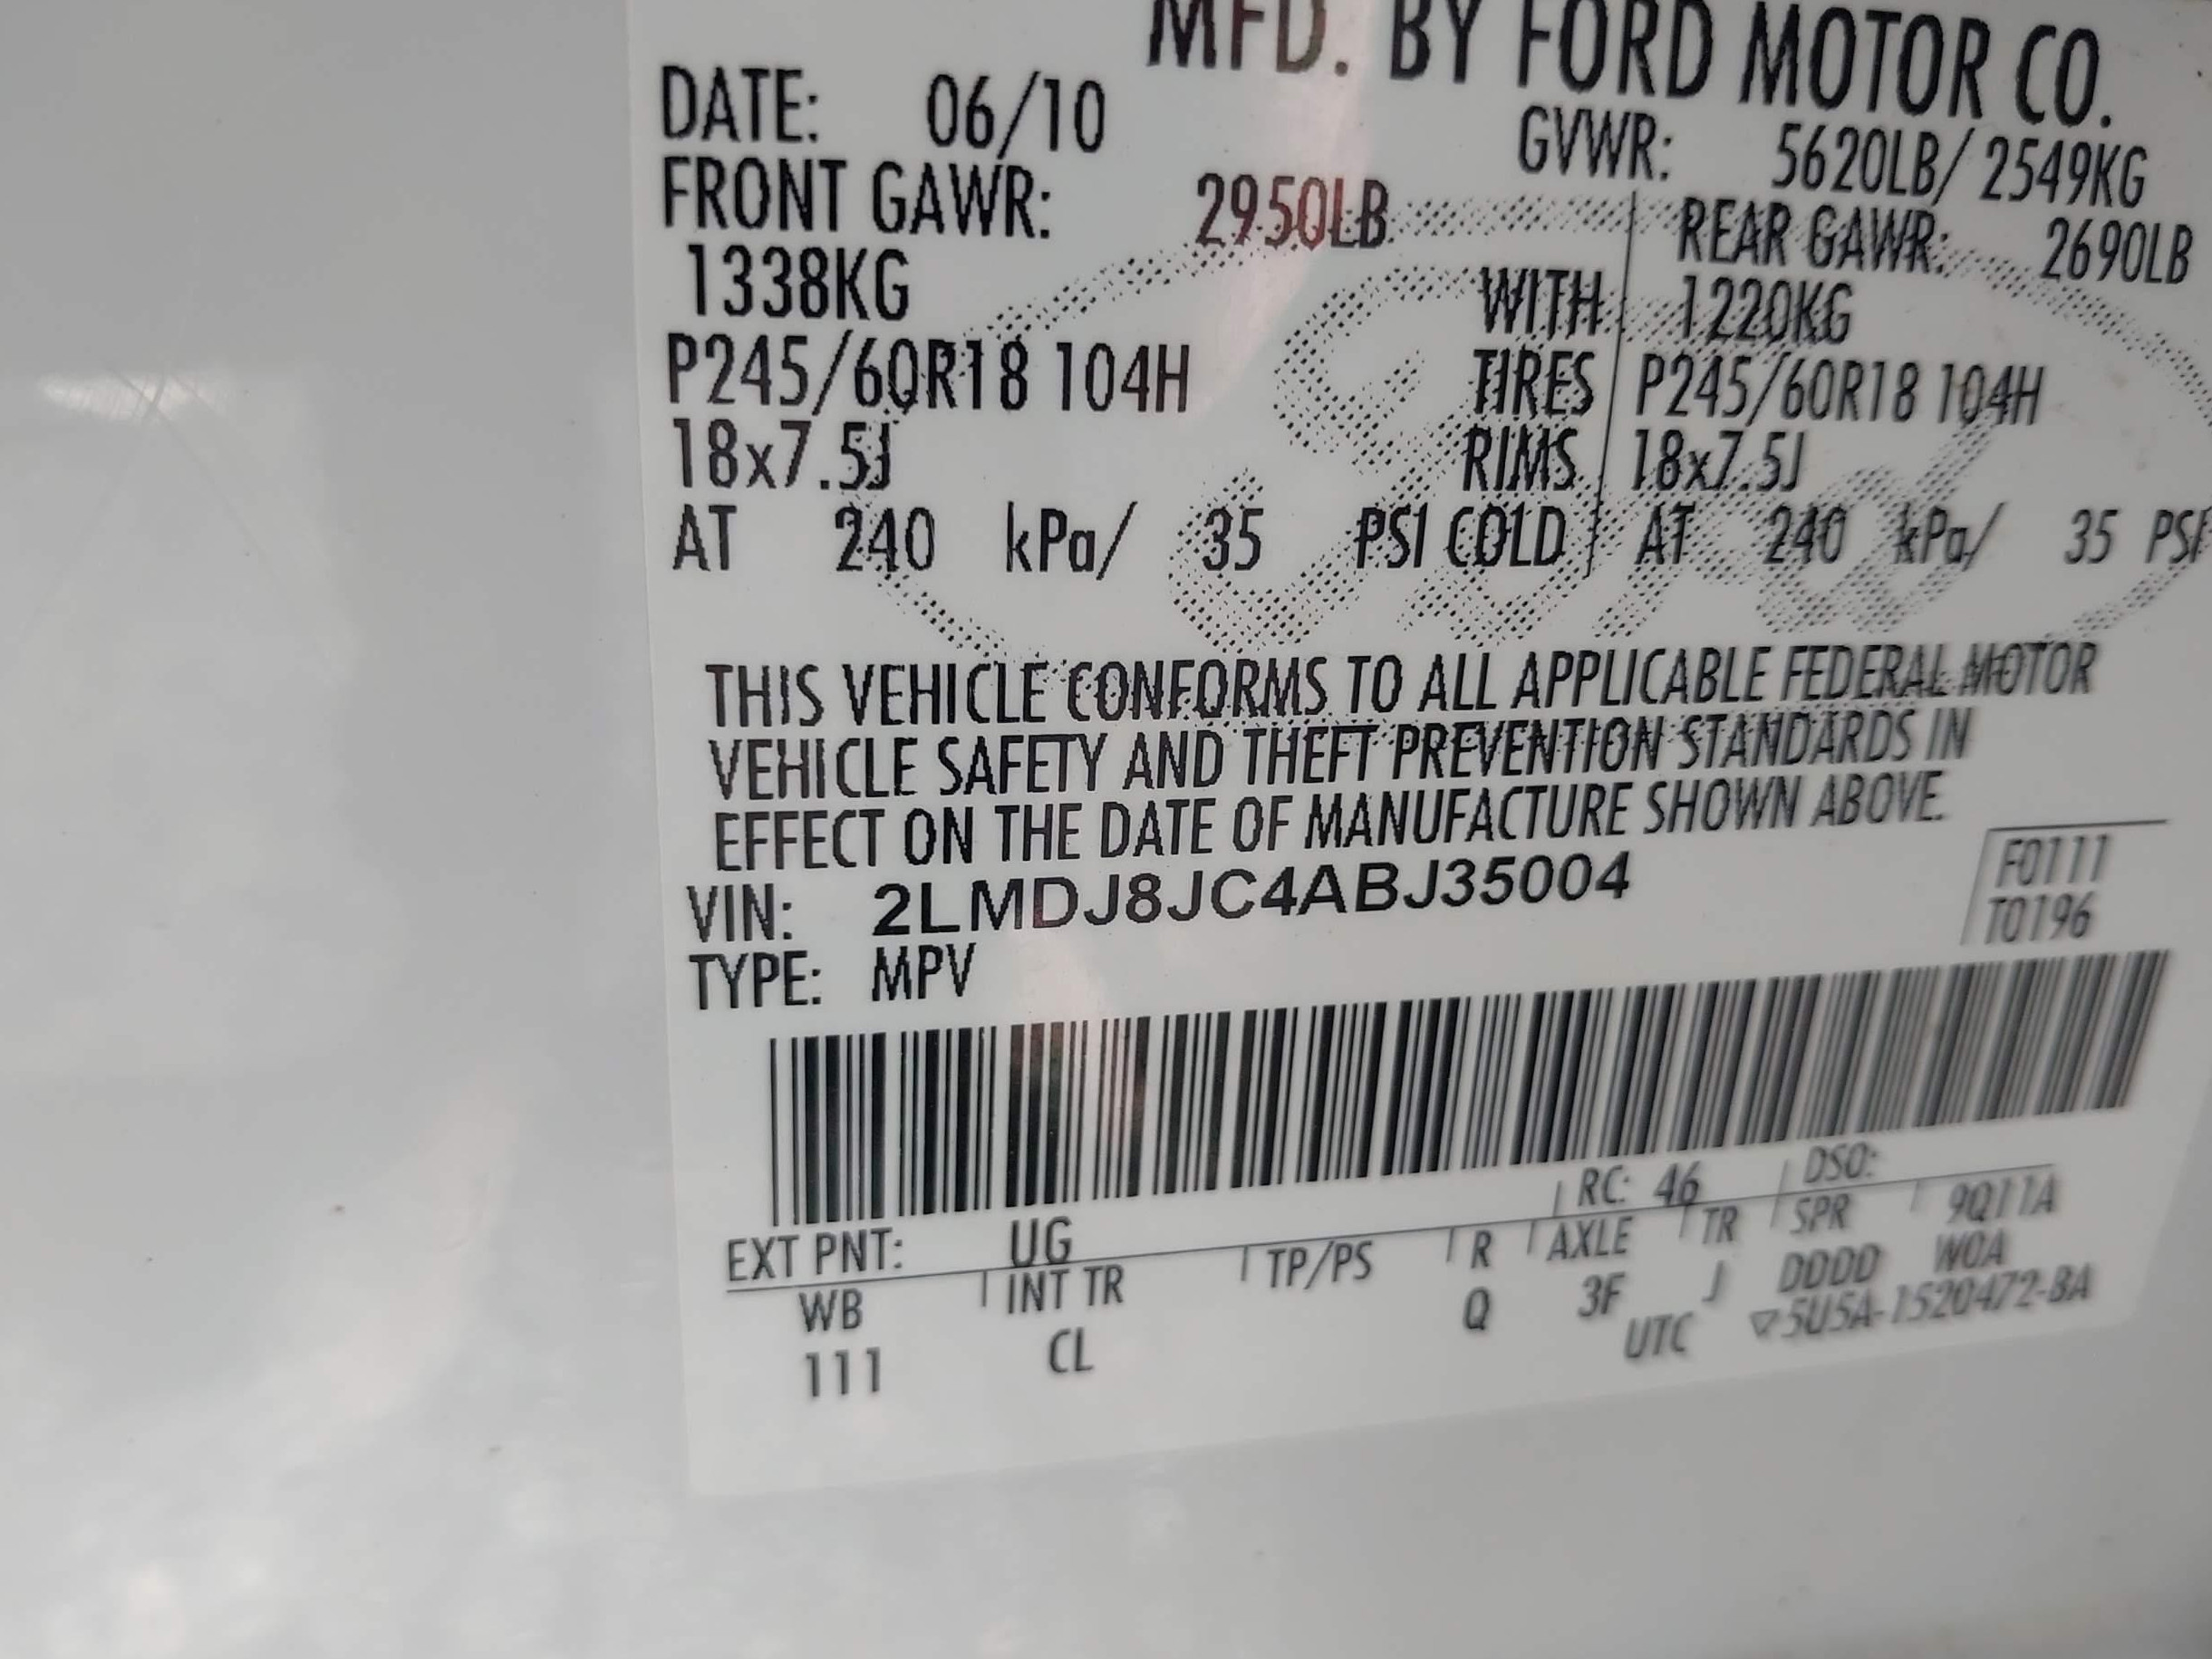 MFD. BY FORD MOTOR CO.
DATE: 06/10 GVWR: 5620LB/ 2549KG
FRONT GAWR: 2950LB REAR GAWR: 2690LB
1338KG WITH 1220KG
P245/60R18 104H TIRES P245/60R18 104H
18x7.5J RIMS 18x7.5J
AT 240 kPa/ 35 PSI COLD AT 240 kPa/ 35 PSI
THIS VEHICLE CONFORMS TO ALL APPLICABLE FEDERAL MOTOR
VEHICLE SAFETY AND THEFT PREVENTION STANDARDS IN
EFFECT ON THE DATE OF MANUFACTURE SHOWN ABOVE.
VIN: 2LMDJ8JC4ABJ35004
F0111
T0196
TYPE: MPV
EXT PNT: UG RC: 46 DSO:
WB INT TR TP/PS R AXLE TR SPR 9Q11A
111 CL Q 3F J DDDD WOA
UTC ▽5U5A-1520472-BA